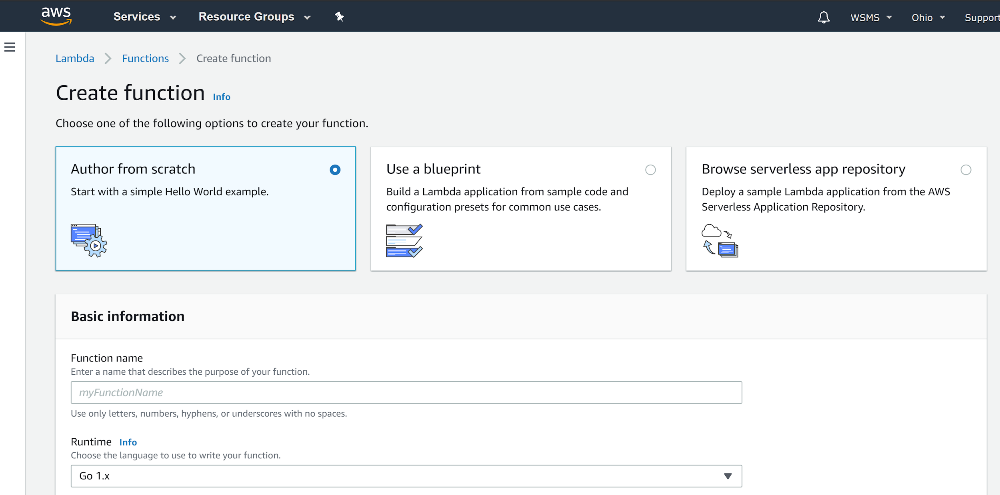 aws Services Resource Groups WSMS Ohio Support
Lambda Functions Create function
Create function Info
Choose one of the following options to create your function.
Author from scratch
Start with a simple Hello World example.
Use a blueprint
Build a Lambda application from sample code and
configuration presets for common use cases.
Browse serverless app repository
Deploy a sample Lambda application from the AWS
Serverless Application Repository.
Basic information
Function name
Enter a name that describes the purpose of your function.
myFunctionName
Use only letters, numbers, hyphens, or underscores with no spaces.
Runtime Info
Choose the language to use to write your function.
Go 1.x